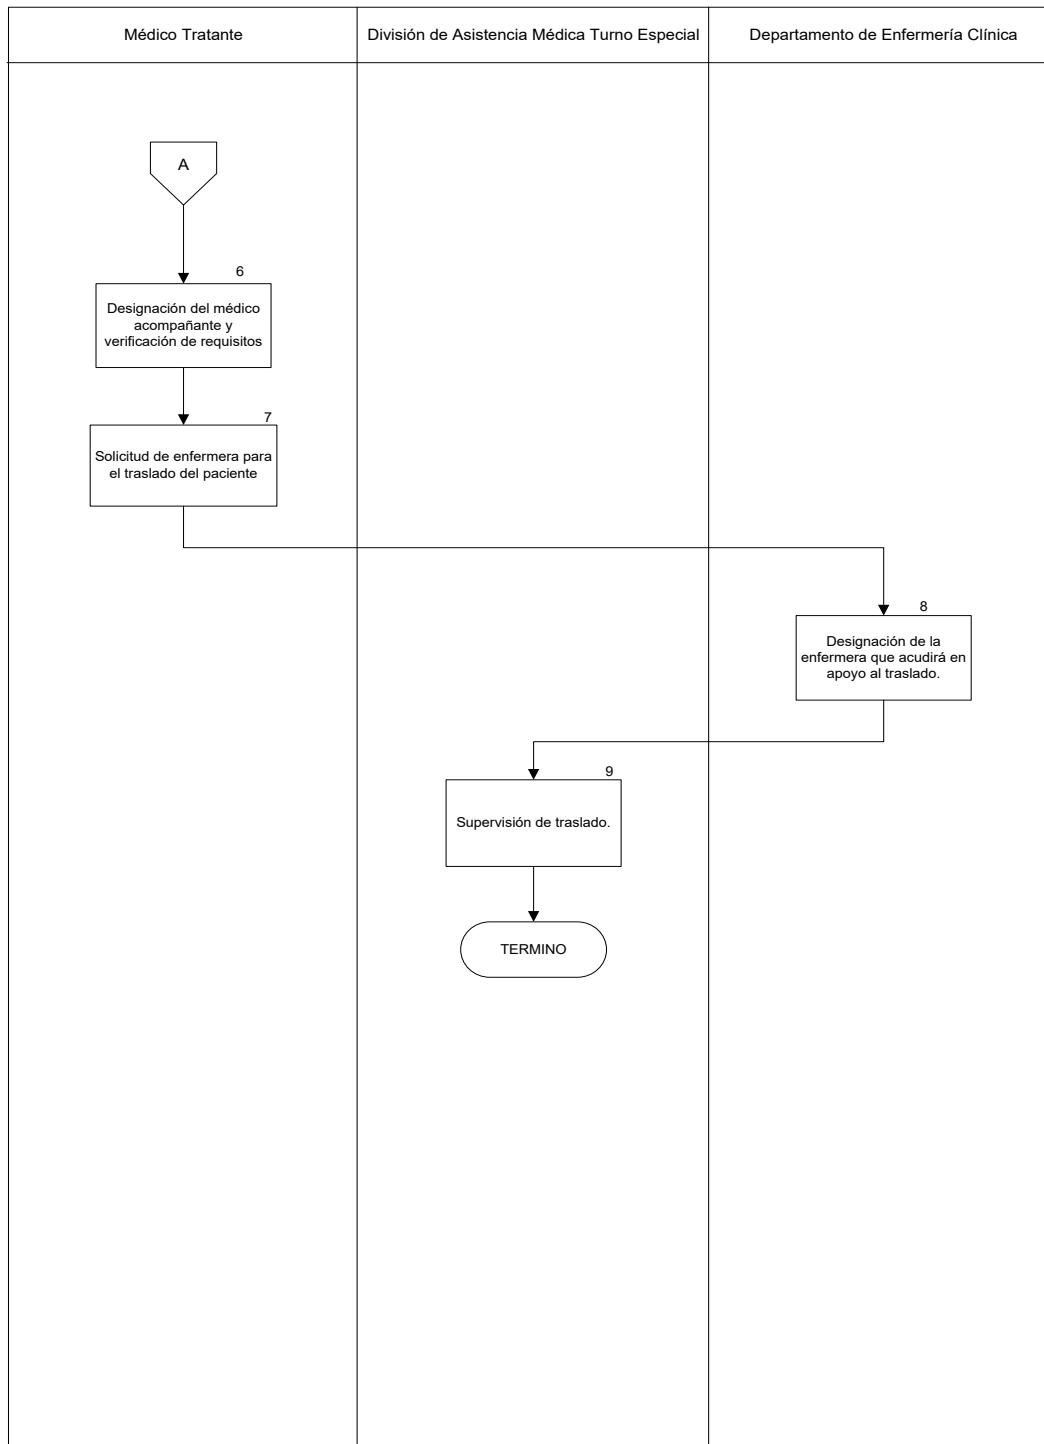 Médico Tratante
División de Asistencia Médica Turno Especial
Departamento de Enfermería Clínica
A
6
Designación del médico
acompañante y
verificación de requisitos
7
Solicitud de enfermera para
el traslado del paciente
8
Designación de la
enfermera que acudirá en
apoyo al traslado.
9
Supervisión de traslado.
TERMINO